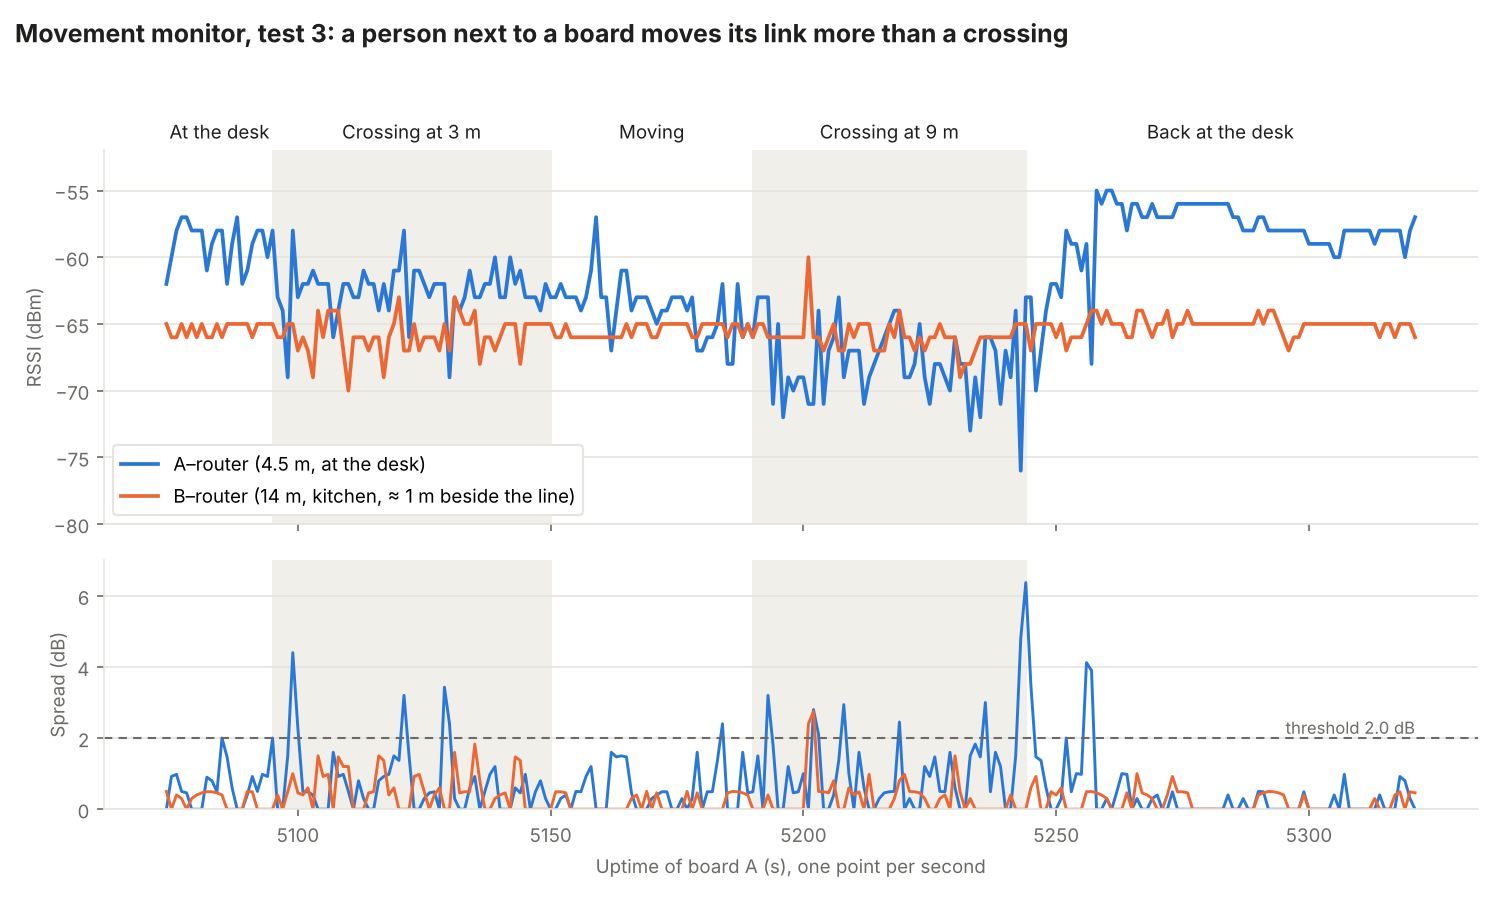 Movement monitor, test 3: a person next to a board moves its link more than a crossing
At the desk
Crossing at 3 m
Moving
Crossing at 9 m
Back at the desk
RSSI (dBm)
−55
−60
−65
−70
−75
−80
A–router (4.5 m, at the desk)
B–router (14 m, kitchen, ≈ 1 m beside the line)
Spread (dB)
6
4
2
0
threshold 2.0 dB
5100
5150
5200
5250
5300
Uptime of board A (s), one point per second